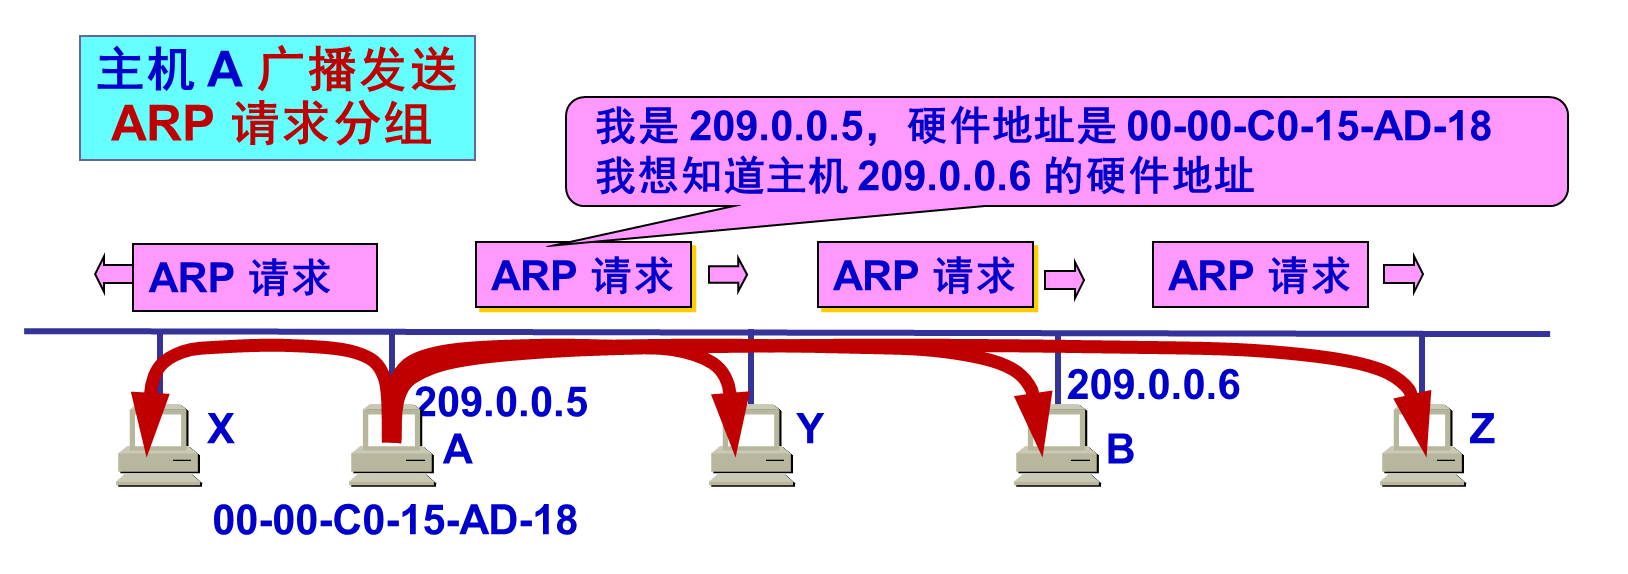 主机 A 广播发送
ARP 请求分组
我是 209.0.0.5，硬件地址是 00-00-C0-15-AD-18
我想知道主机 209.0.0.6 的硬件地址
ARP 请求
ARP 请求
ARP 请求
ARP 请求
209.0.0.5
209.0.0.6
X
A
Y
B
Z
00-00-C0-15-AD-18